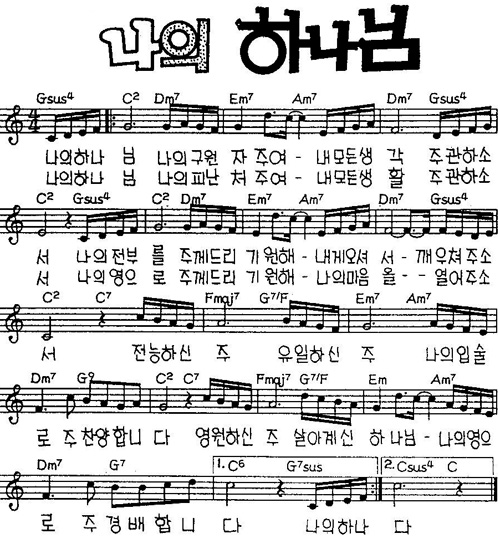 나의 하나님
Gsus4 C2 Dm7 Em7 Am7 Dm7 Gsus4
4
4
나의하나 님 나의구원 자 주여 - 내모든생 각 주관하소
나의하나 님 나의피난 처 주여 - 내모든생 활 주관하소
C2 Gsus4 C2 Dm7 Em7 Am7 Dm7 Gsus4
서 나의전부 를 주께드리 기 원해 - 내게오셔 서 - 깨우쳐주소
서 나의영으 로 주께드리 기 원해 - 나의마음 을 - - 열어주소
C2 C7 Fmaj7 G7/F Em7 Am7
서 전능하신 주 유일하신 주 나의입술
Dm7 G9 C2 C7 Fmaj7 G7/F Em Am7
로 주찬양합니 다 영원하신 주 살아계신 하나님 - 나의영으
Dm7 G7 1. C6 G7sus 2. Csus4 C
로 주경배합니 다 나의하나 다